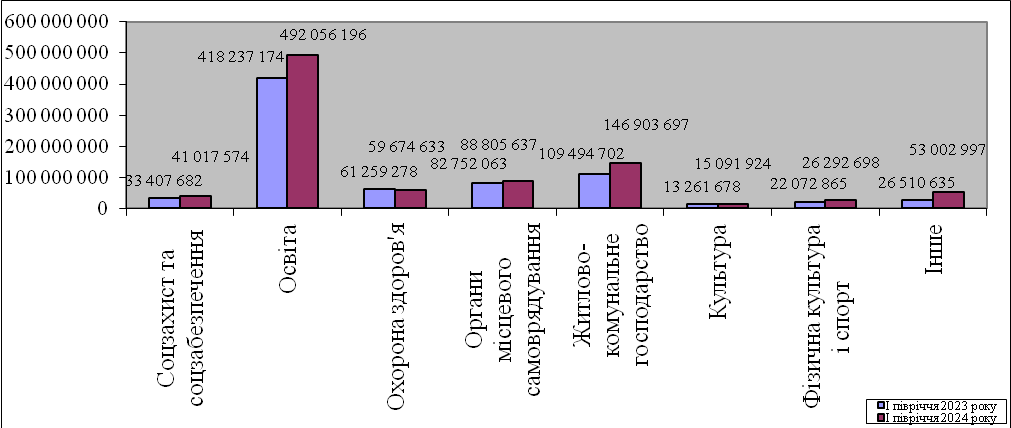 600 000 000
500 000 000
400 000 000
300 000 000
200 000 000
100 000 000
0
33 407 682
41 017 574
418 237 174
492 056 196
61 259 278
59 674 633
82 752 063
88 805 637
109 494 702
146 903 697
13 261 678
15 091 924
22 072 865
26 292 698
26 510 635
53 002 997
Соцзахист та
соцзабезпечення
Освіта
Охорона здоров'я
Органи
місцевого
самоврядування
Житлово-
комунальне
господарство
Культура
Фізична культура
і спорт
Інше
І півріччя 2023 року
І півріччя 2024 року